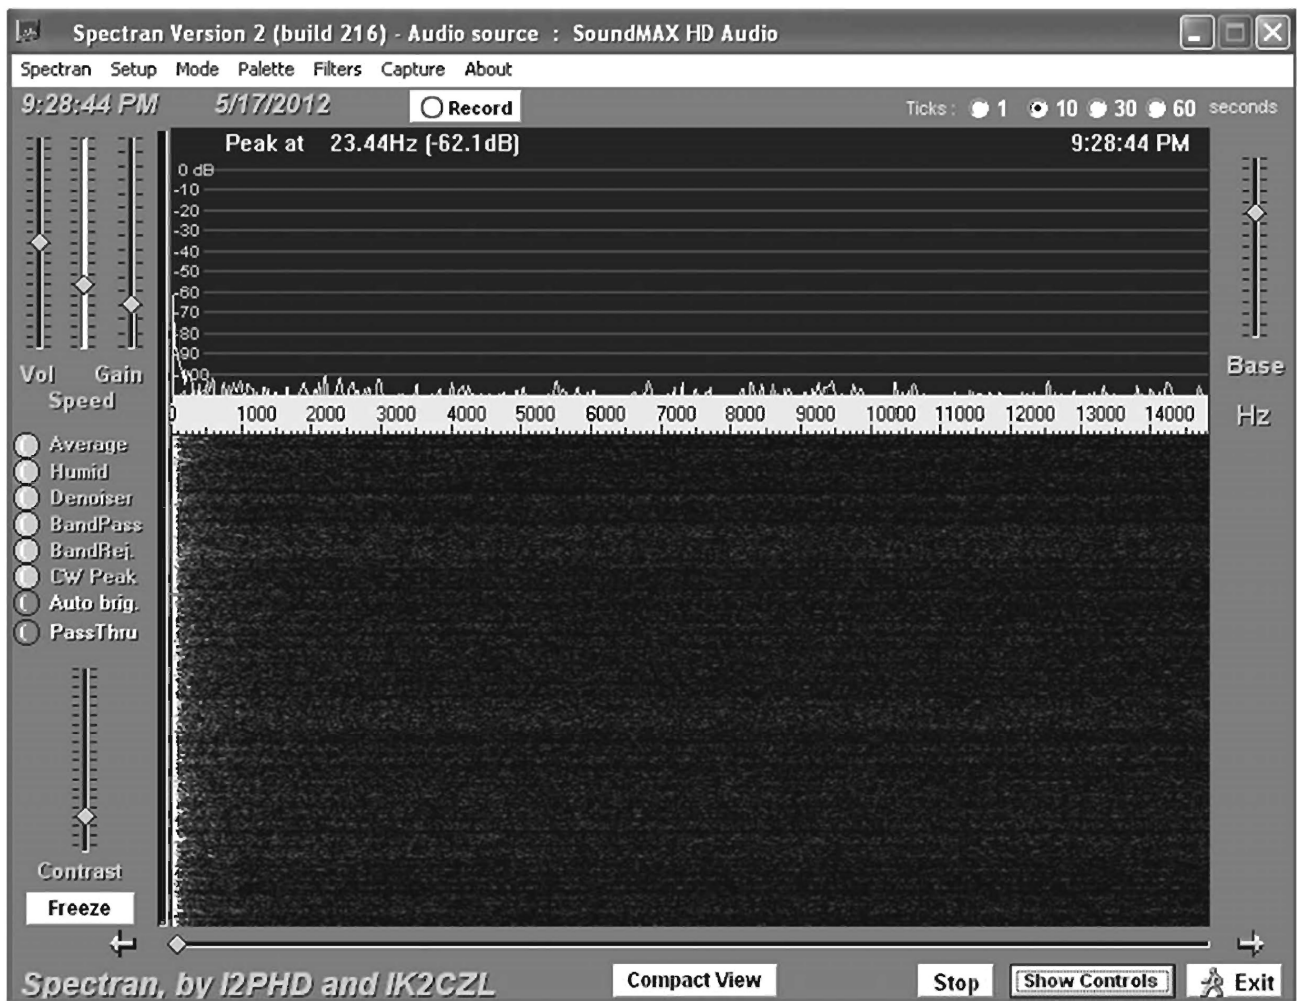 Spectran Version 2 (build 216) - Audio source : SoundMAX HD Audio
Spectran Setup Mode Palette Filters Capture About
9:28:44 PM 5/17/2012 Record Ticks: 1 10 30 60 seconds
Peak at 23.44Hz (-62.1dB) 9:28:44 PM
0 dB
-10
-20
-30
-40
-50
-60
-70
-80
-90
-100
Vol Gain
Speed
Base
0 1000 2000 3000 4000 5000 6000 7000 8000 9000 10000 11000 12000 13000 14000
Hz
Average
Humid
Denoiser
BandPass
BandRej.
CW Peak
Auto brig.
PassThru
Contrast
Freeze
Spectran, by I2PHD and IK2CZL Compact View Stop Show Controls Exit